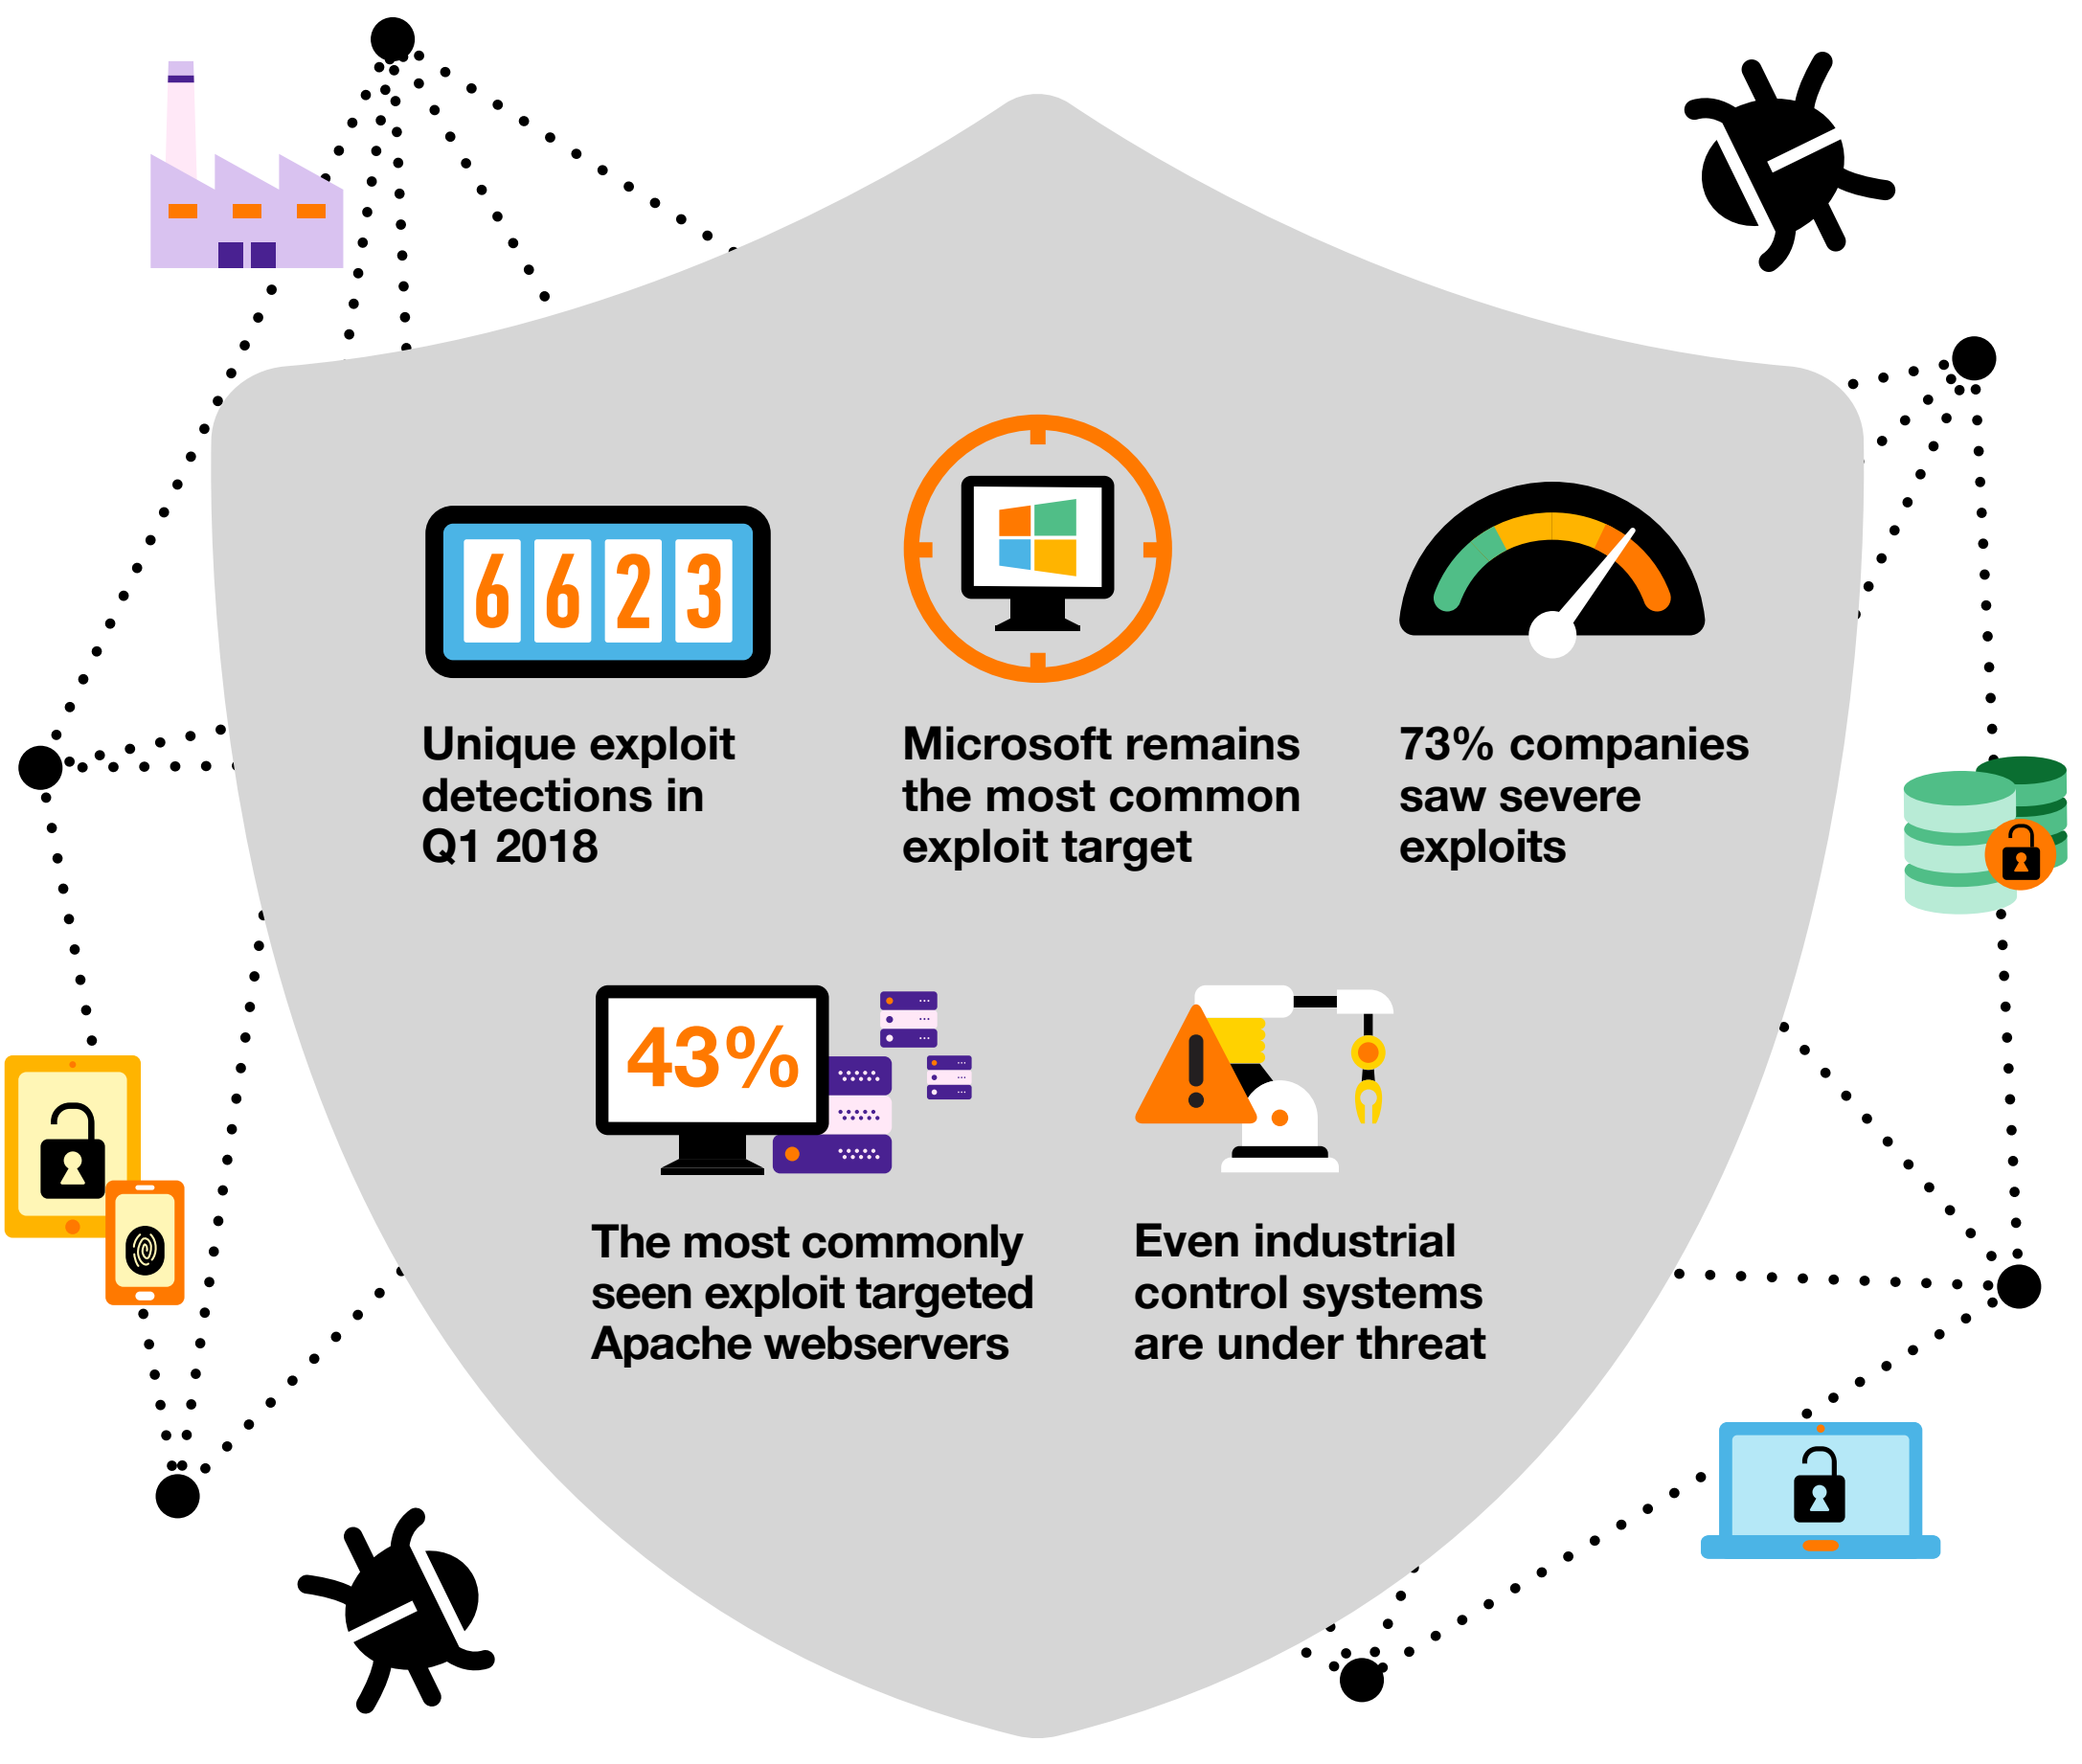 6623
Unique exploit
detections in
Q1 2018
Microsoft remains
the most common
exploit target
73% companies
saw severe
exploits
43%
The most commonly
seen exploit targeted
Apache webservers
Even industrial
control systems
are under threat